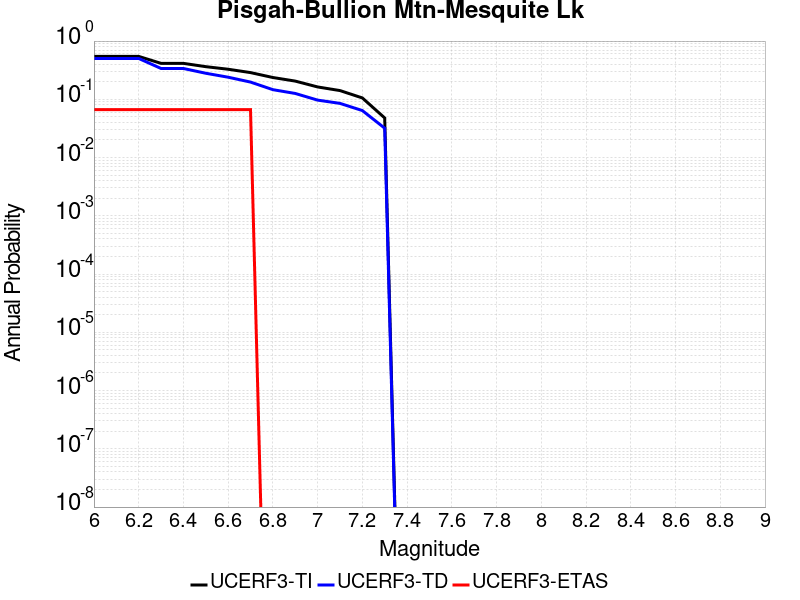 Pisgah-Bullion Mtn-Mesquite Lk
10^0
10^-1
10^-2
10^-3
10^-4
10^-5
10^-6
10^-7
10^-8
Annual Probability
6 6.2 6.4 6.6 6.8 7 7.2 7.4 7.6 7.8 8 8.2 8.4 8.6 8.8 9
Magnitude
UCERF3-TI UCERF3-TD UCERF3-ETAS